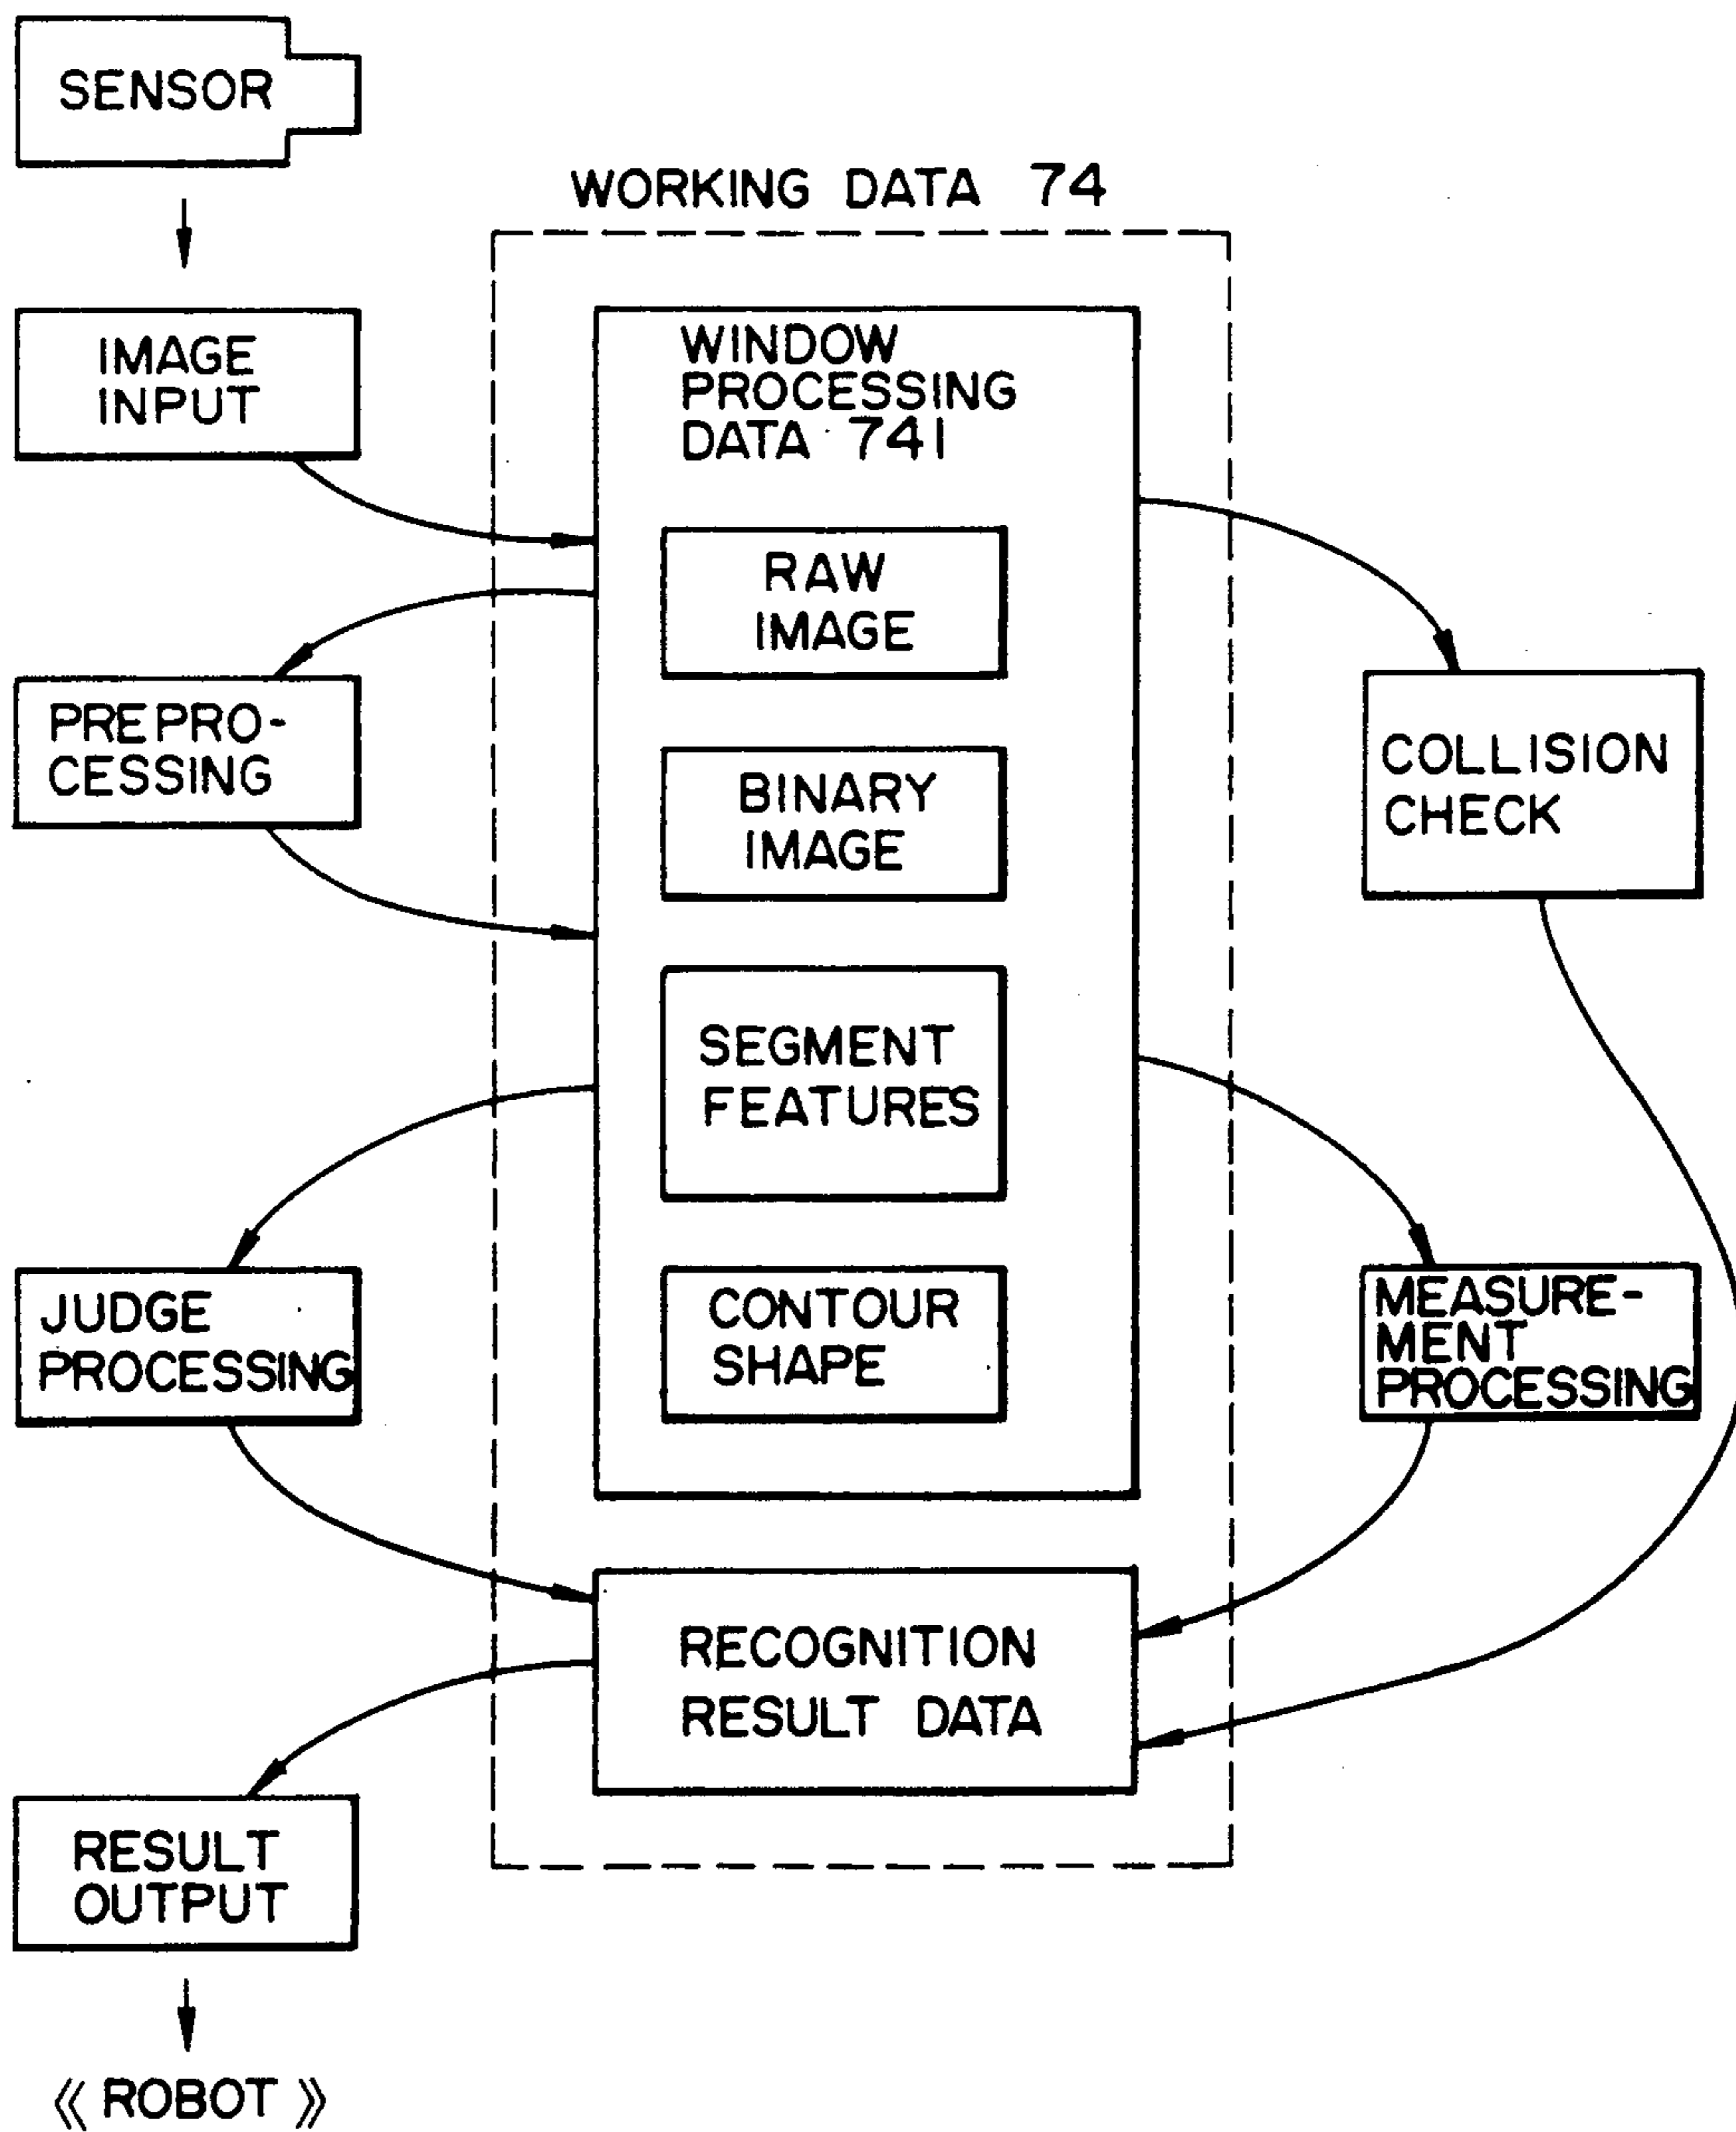 SENSOR
WORKING DATA 74
IMAGE
INPUT
WINDOW
PROCESSING
DATA 741
RAW
IMAGE
PREPRO-
CESSING
COLLISION
CHECK
BINARY
IMAGE
SEGMENT
FEATURES
JUDGE
PROCESSING
CONTOUR
SHAPE
MEASURE-
MENT
PROCESSING
RECOGNITION
RESULT DATA
RESULT
OUTPUT
《 ROBOT 》